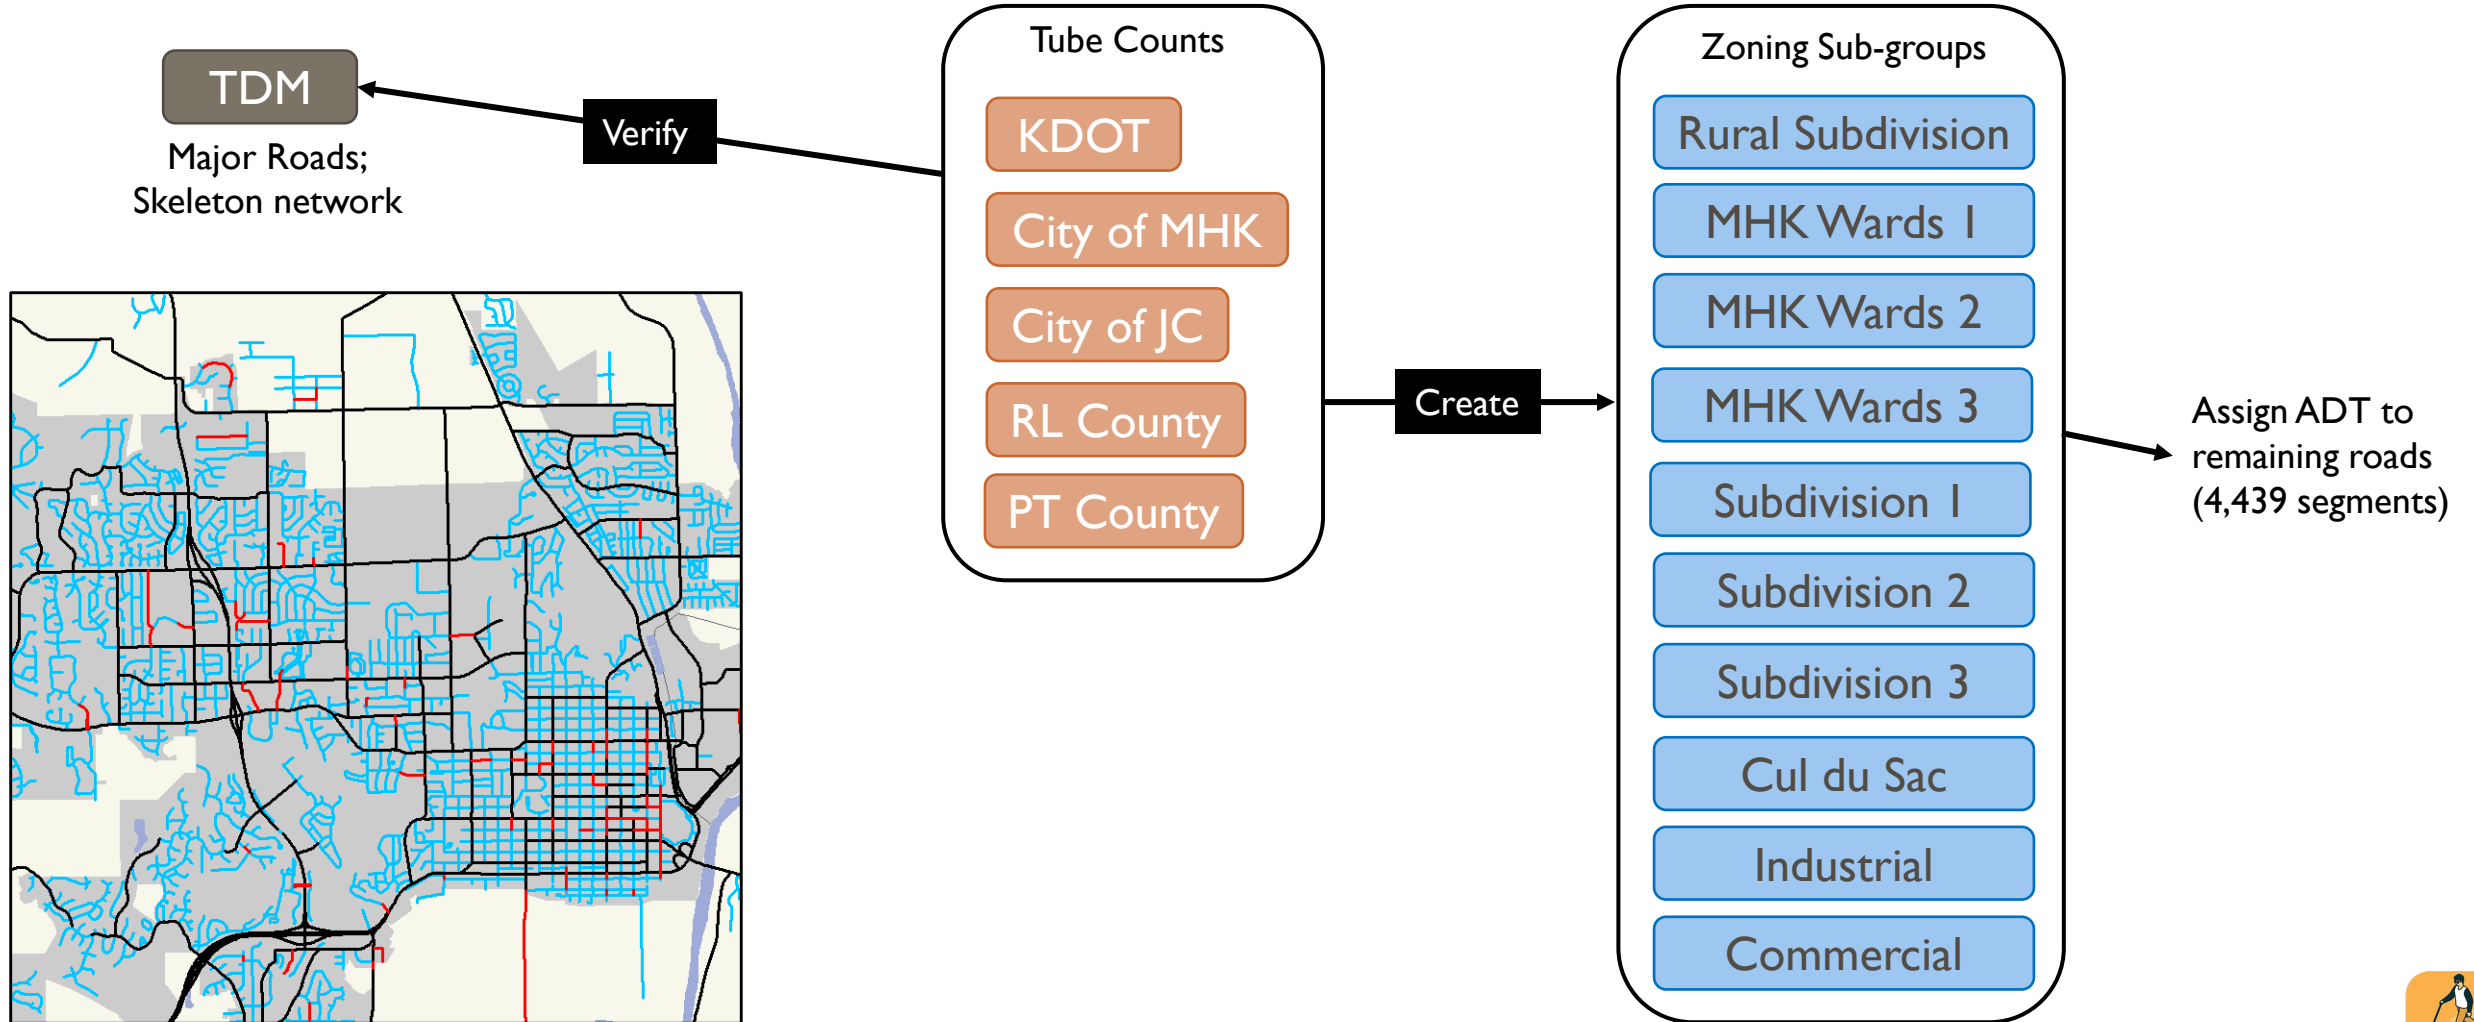 TDM
Major Roads;
Skeleton network
Verify
Tube Counts
KDOT
City of MHK
City of JC
RL County
PT County
Create
Zoning Sub-groups
Rural Subdivision
MHK Wards 1
MHK Wards 2
MHK Wards 3
Subdivision 1
Subdivision 2
Subdivision 3
Cul du Sac
Industrial
Commercial
Assign ADT to
remaining roads
(4,439 segments)